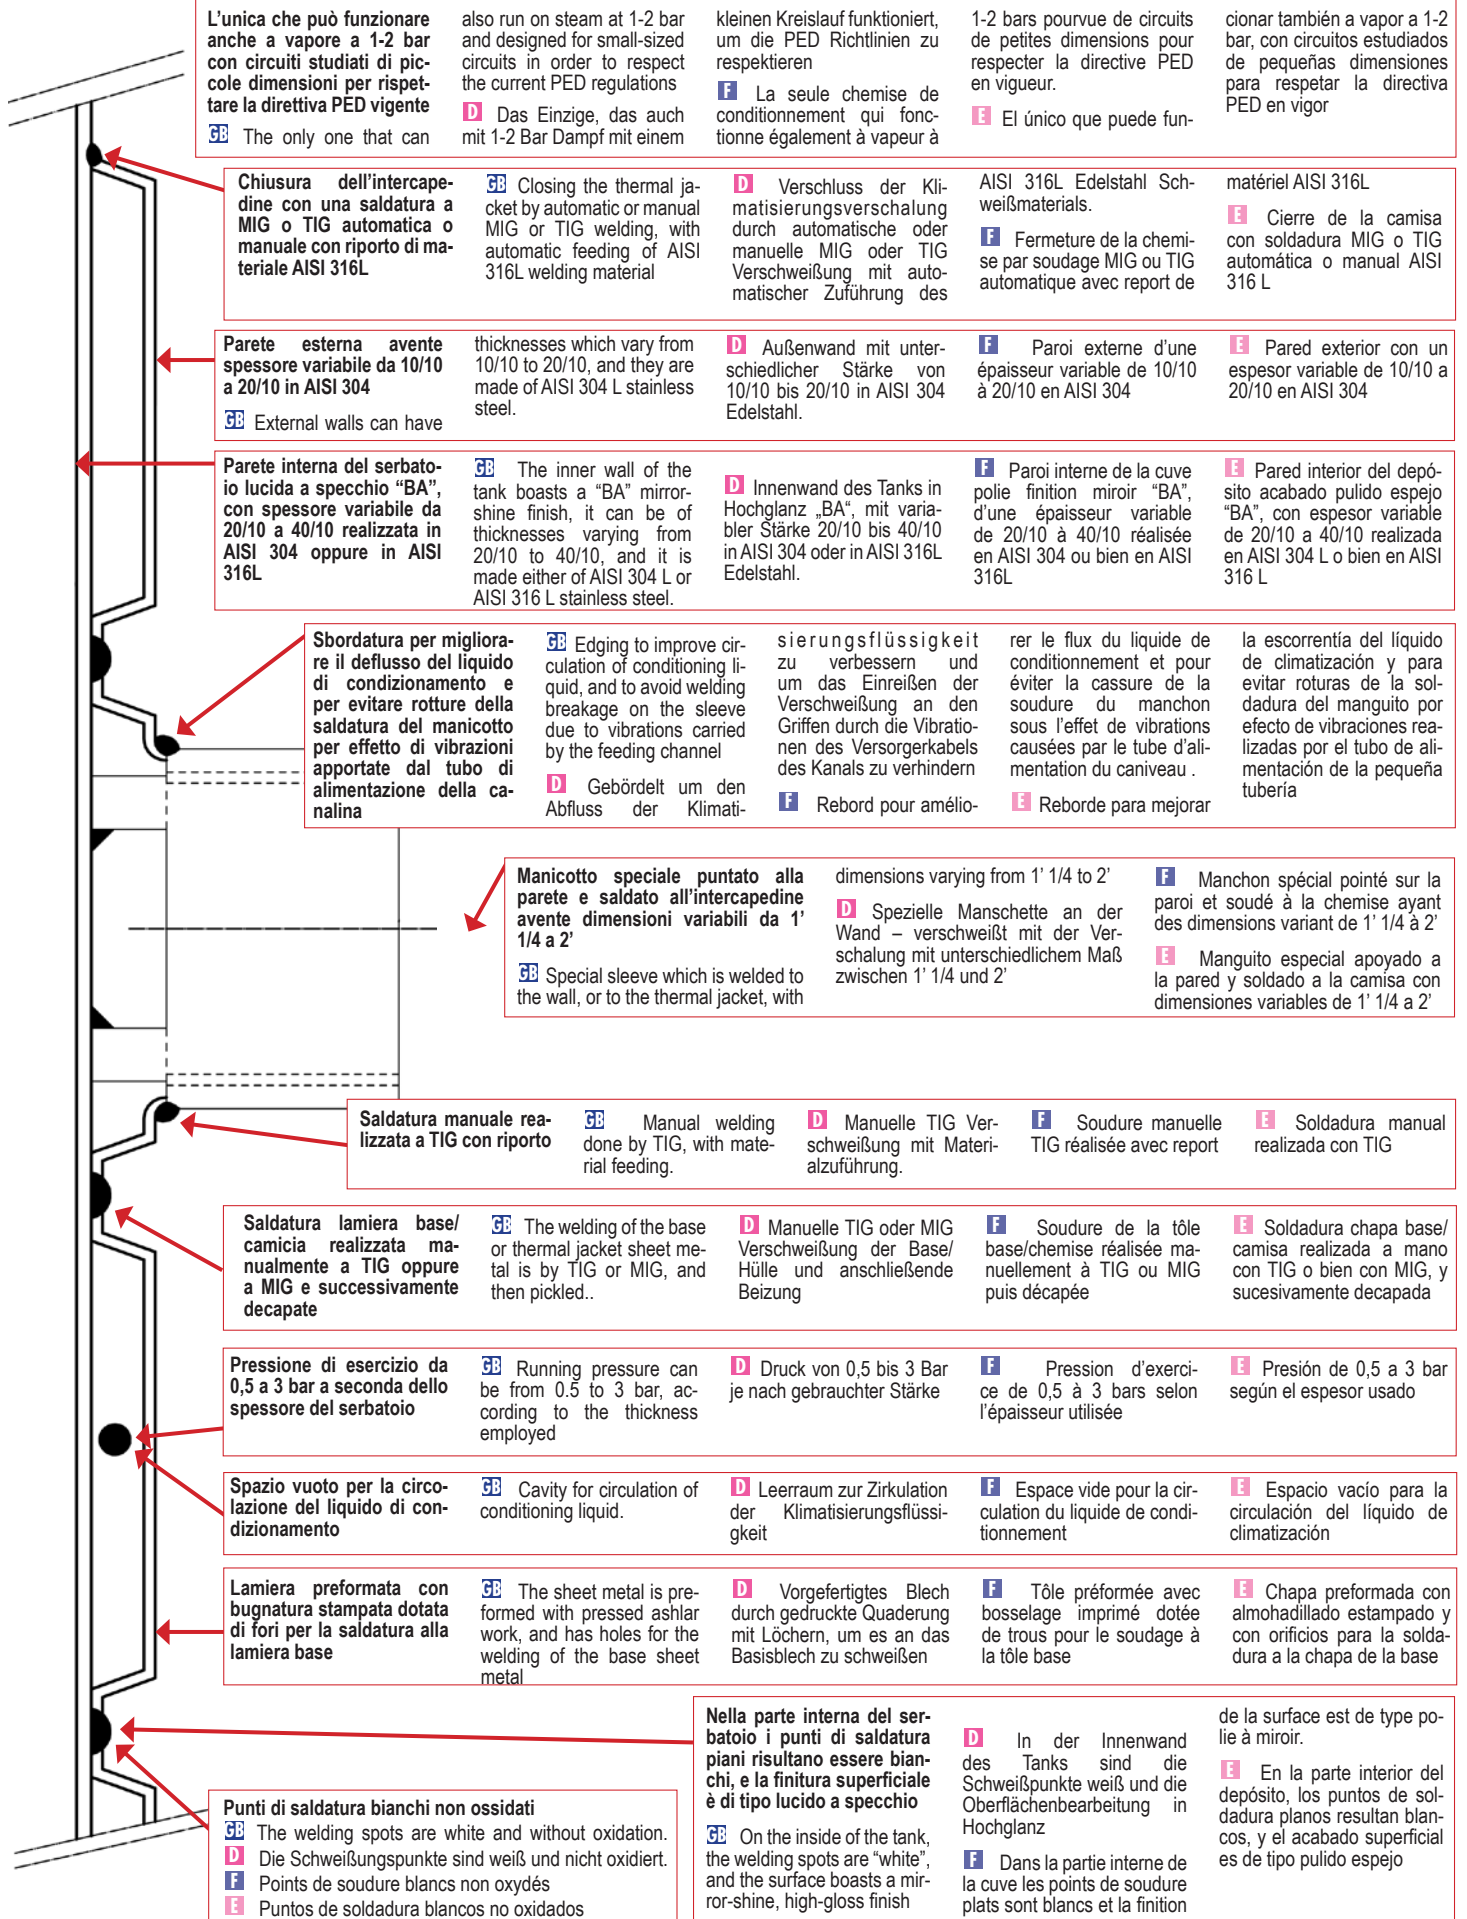 L'unica che può funzionare
anche a vapore a 1-2 bar
con circuiti studiati di pic-
cole dimensioni per rispet-
tare la direttiva PED vigente
GB The only one that can
also run on steam at 1-2 bar
and designed for small-sized
circuits in order to respect
the current PED regulations
D Das Einzige, das auch
mit 1-2 Bar Dampf mit einem
kleinen Kreislauf funktioniert,
um die PED Richtlinien zu
respektieren
F La seule chemise de
conditionnement qui fonc-
tionne également à vapeur à
1-2 bars pourvue de circuits
de petites dimensions pour
respecter la directive PED
en vigueur.
E El único que puede fun-
cionar también a vapor a 1-2
bar, con circuitos estudiados
de pequeñas dimensiones
para respetar la directiva
PED en vigor
Chiusura dell'intercape-
dine con una saldatura a
MIG o TIG automatica o
manuale con riporto di ma-
teriale AISI 316L
GB Closing the thermal ja-
cket by automatic or manual
MIG or TIG welding, with
automatic feeding of AISI
316L welding material
D Verschluss der Kli-
matisierungsverschalung
durch automatische oder
manuelle MIG oder TIG
Verschweißung mit auto-
matischer Zuführung des
AISI 316L Edelstahl Sch-
weißmaterials.
F Fermeture de la chemi-
se par soudage MIG ou TIG
automatique avec report de
matériel AISI 316L
E Cierre de la camisa
con soldadura MIG o TIG
automática o manual AISI
316 L
Parete esterna avente
spessore variabile da 10/10
a 20/10 in AISI 304
GB External walls can have
thicknesses which vary from
10/10 to 20/10, and they are
made of AISI 304 L stainless
steel.
D Außenwand mit unter-
schiedlicher Stärke von
10/10 bis 20/10 in AISI 304
Edelstahl.
F Paroi externe d'une
épaisseur variable de 10/10
à 20/10 en AISI 304
E Pared exterior con un
espesor variable de 10/10 a
20/10 en AISI 304
Parete interna del serbato-
io lucida a specchio “BA”,
con spessore variabile da
20/10 a 40/10 realizzata in
AISI 304 oppure in AISI
316L
GB The inner wall of the
tank boasts a “BA” mirror-
shine finish, it can be of
thicknesses varying from
20/10 to 40/10, and it is
made either of AISI 304 L or
AISI 316 L stainless steel.
D Innenwand des Tanks in
Hochglanz „BA“, mit varia-
bler Stärke 20/10 bis 40/10
in AISI 304 oder in AISI 316L
Edelstahl.
F Paroi interne de la cuve
polie finition miroir “BA”,
d'une épaisseur variable
de 20/10 à 40/10 réalisée
en AISI 304 ou bien en AISI
316L
E Pared interior del depó-
sito acabado pulido espejo
“BA”, con espesor variable
de 20/10 a 40/10 realizada
en AISI 304 L o bien en AISI
316 L
Sbordatura per migliora-
re il deflusso del liquido
di condizionamento e
per evitare rotture della
saldatura del manicotto
per effetto di vibrazioni
apportate dal tubo di
alimentazione della ca-
nalina
GB Edging to improve cir-
culation of conditioning li-
quid, and to avoid welding
breakage on the sleeve
due to vibrations carried
by the feeding channel
D Gebördelt um den
Abfluss der Klimati-
sierungsflüssigkeit
zu verbessern und
um das Einreißen der
Verschweißung an den
Griffen durch die Vibratio-
nen des Versorgerkabels
des Kanals zu verhindern
F Rebord pour amélio-
rer le flux du liquide de
conditionnement et pour
éviter la cassure de la
soudure du manchon
sous l'effet de vibrations
causées par le tube d'ali-
mentation du caniveau .
E Reborde para mejorar
la escorrentía del líquido
de climatización y para
evitar roturas de la sol-
dadura del manguito por
efecto de vibraciones rea-
lizadas por el tubo de ali-
mentación de la pequeña
tubería
Manicotto speciale puntato alla
parete e saldato all'intercapedine
avente dimensioni variabili da 1'
1/4 a 2'
GB Special sleeve which is welded to
the wall, or to the thermal jacket, with
dimensions varying from 1' 1/4 to 2'
D Spezielle Manschette an der
Wand – verschweißt mit der Ver-
schalung mit unterschiedlichem Maß
zwischen 1' 1/4 und 2'
F Manchon spécial pointé sur la
paroi et soudé à la chemise ayant
des dimensions variant de 1' 1/4 à 2'
E Manguito especial apoyado a
la pared y soldado a la camisa con
dimensiones variables de 1' 1/4 a 2'
Saldatura manuale rea-
lizzata a TIG con riporto
GB Manual welding
done by TIG, with mate-
rial feeding.
D Manuelle TIG Ver-
schweißung mit Materi-
alzuführung.
F Soudure manuelle
TIG réalisée avec report
E Soldadura manual
realizada con TIG
Saldatura lamiera base/
camicia realizzata ma-
nualmente a TIG oppure
a MIG e successivamente
decapate
GB The welding of the base
or thermal jacket sheet me-
tal is by TIG or MIG, and
then pickled..
D Manuelle TIG oder MIG
Verschweißung der Base/
Hülle und anschließende
Beizung
F Soudure de la tôle
base/chemise réalisée ma-
nuellement à TIG ou MIG
puis décapée
E Soldadura chapa base/
camisa realizada a mano
con TIG o bien con MIG, y
sucesivamente decapada
Pressione di esercizio da
0,5 a 3 bar a seconda dello
spessore del serbatoio
GB Running pressure can
be from 0.5 to 3 bar, ac-
cording to the thickness
employed
D Druck von 0,5 bis 3 Bar
je nach gebrauchter Stärke
F Pression d'exerci-
ce de 0,5 à 3 bars selon
l'épaisseur utilisée
E Presión de 0,5 a 3 bar
según el espesor usado
Spazio vuoto per la circo-
lazione del liquido di con-
dizionamento
GB Cavity for circulation of
conditioning liquid.
D Leerraum zur Zirkulation
der Klimatisierungsflüssi-
gkeit
F Espace vide pour la cir-
culation du liquide de condi-
tionnement
E Espacio vacío para la
circulación del líquido de
climatización
Lamiera preformata con
bugnatura stampata dotata
di fori per la saldatura alla
lamiera base
GB The sheet metal is pre-
formed with pressed ashlar
work, and has holes for the
welding of the base sheet
metal
D Vorgefertigtes Blech
durch gedruckte Quaderung
mit Löchern, um es an das
Basisblech zu schweißen
F Tôle préformée avec
bosselage imprimé dotée
de trous pour le soudage à
la tôle base
E Chapa preformada con
almohadillado estampado y
con orificios para la solda-
dura a la chapa de la base
Nella parte interna del ser-
batoio i punti di saldatura
piani risultano essere bian-
chi, e la finitura superficiale
è di tipo lucido a specchio
GB On the inside of the tank,
the welding spots are “white”,
and the surface boasts a mir-
ror-shine, high-gloss finish
D In der Innenwand
des Tanks sind die
Schweißpunkte weiß und die
Oberflächenbearbeitung in
Hochglanz
F Dans la partie interne de
la cuve les points de soudure
plats sont blancs et la finition
de la surface est de type po-
lie à miroir.
E En la parte interior del
depósito, los puntos de sol-
dadura planos resultan blan-
cos, y el acabado superficial
es de tipo pulido espejo
Punti di saldatura bianchi non ossidati
GB The welding spots are white and without oxidation.
D Die Schweißungspunkte sind weiß und nicht oxidiert.
F Points de soudure blancs non oxydés
E Puntos de soldadura blancos no oxidados